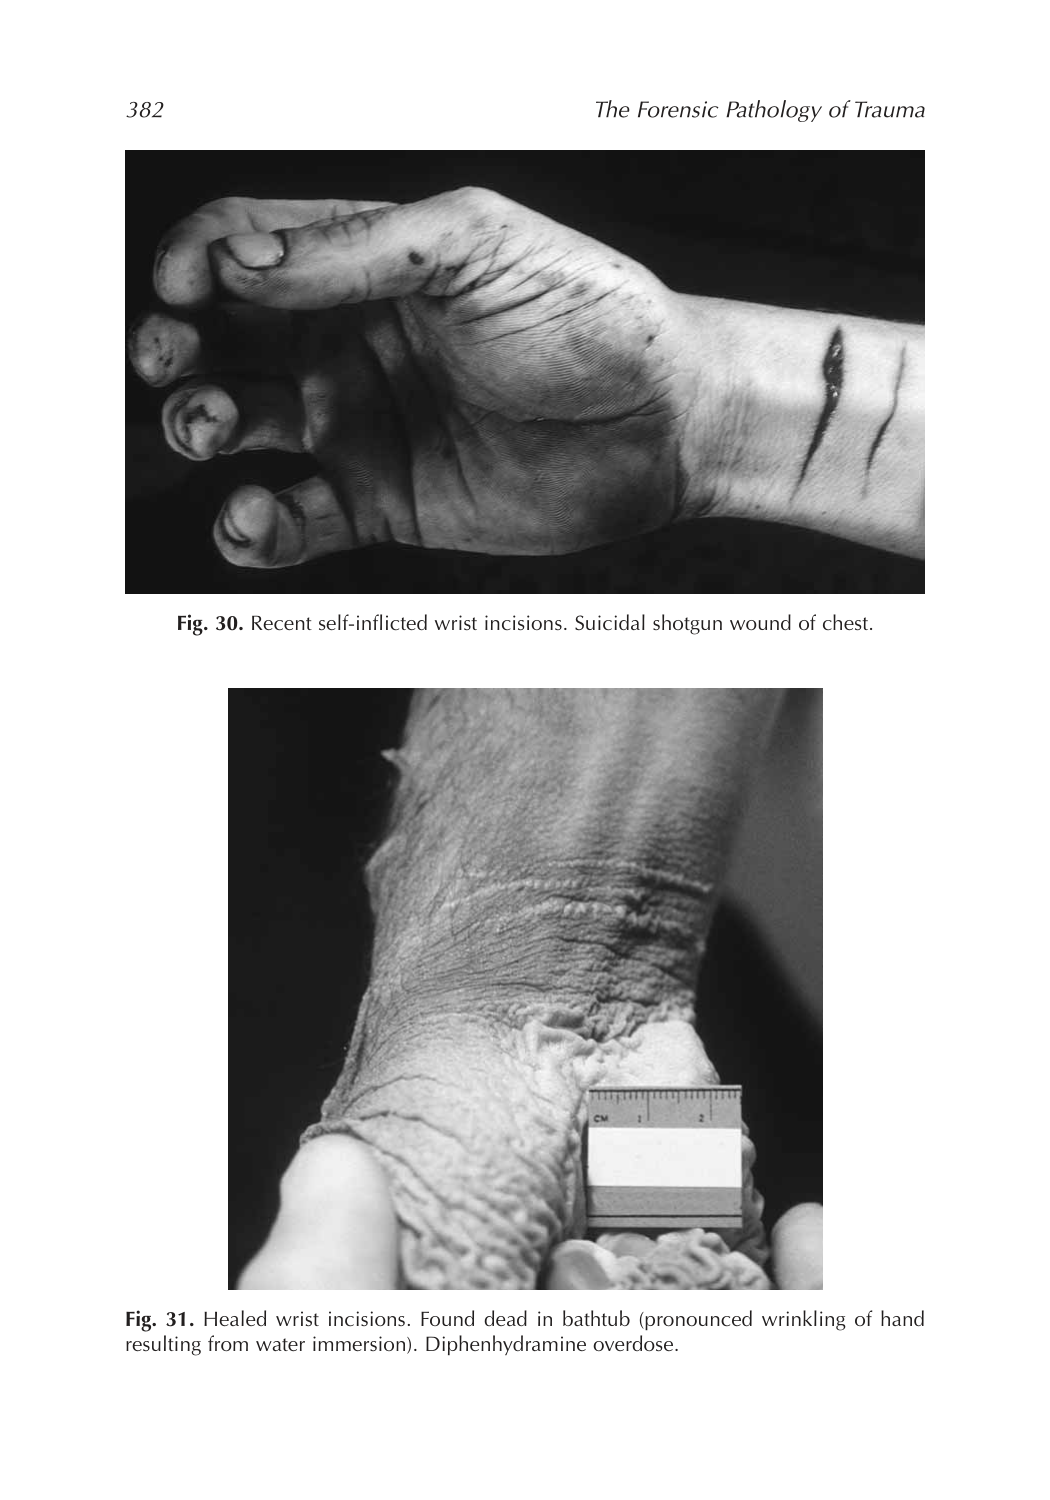 382
The Forensic Pathology of Trauma
Fig. 30. Recent self-inflicted wrist incisions. Suicidal shotgun wound of chest.
CM 1 2
Fig. 31. Healed wrist incisions. Found dead in bathtub (pronounced wrinkling of hand
resulting from water immersion). Diphenhydramine overdose.